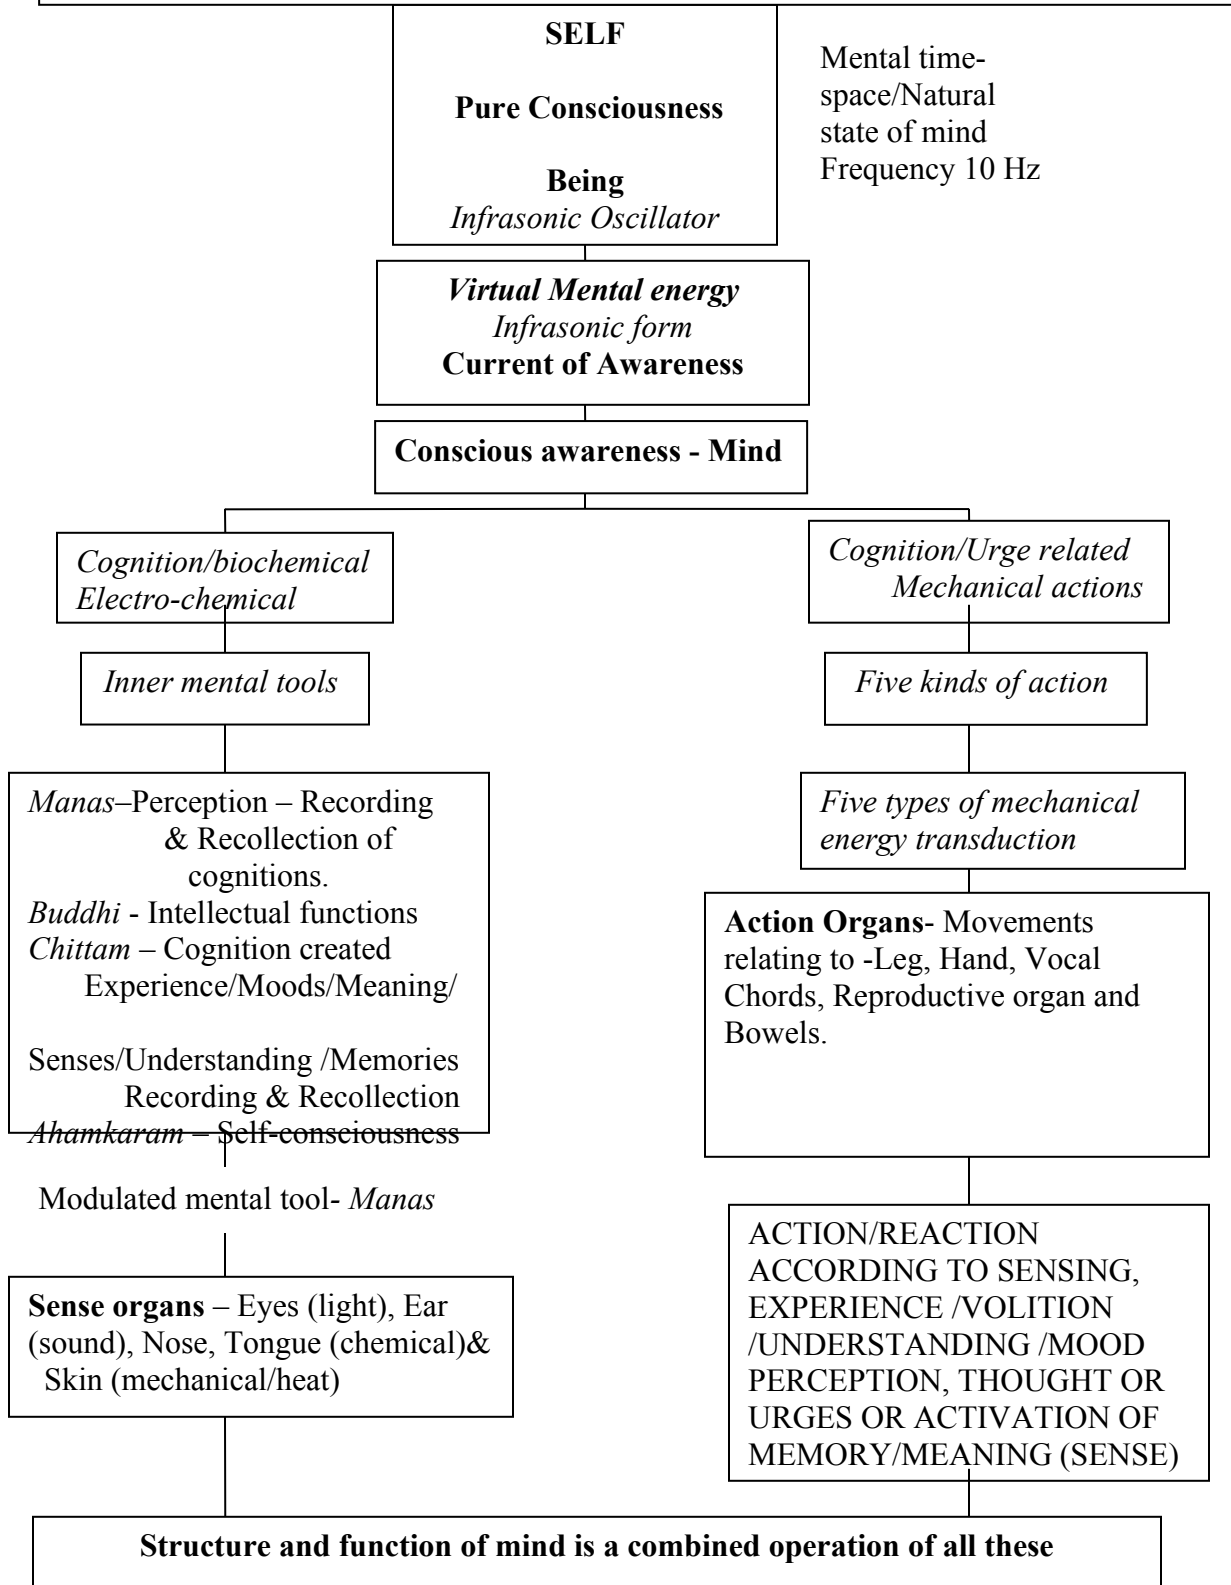 SELF
Pure Consciousness
Being
Infrasonic Oscillator
Mental time-
space/Natural
state of mind
Frequency 10 Hz
Virtual Mental energy
Infrasonic form
Current of Awareness
Conscious awareness - Mind
Cognition/biochemical
Electro-chemical
Inner mental tools
Manas–Perception – Recording
& Recollection of
cognitions.
Buddhi - Intellectual functions
Chittam – Cognition created
Experience/Moods/Meaning/
Senses/Understanding /Memories
Recording & Recollection
Ahamkaram – Self-consciousness
Modulated mental tool- Manas
Sense organs – Eyes (light), Ear
(sound), Nose, Tongue (chemical)&
Skin (mechanical/heat)
Cognition/Urge related
Mechanical actions
Five kinds of action
Five types of mechanical
energy transduction
Action Organs- Movements
relating to -Leg, Hand, Vocal
Chords, Reproductive organ and
Bowels.
ACTION/REACTION
ACCORDING TO SENSING,
EXPERIENCE /VOLITION
/UNDERSTANDING /MOOD
PERCEPTION, THOUGHT OR
URGES OR ACTIVATION OF
MEMORY/MEANING (SENSE)
Structure and function of mind is a combined operation of all these